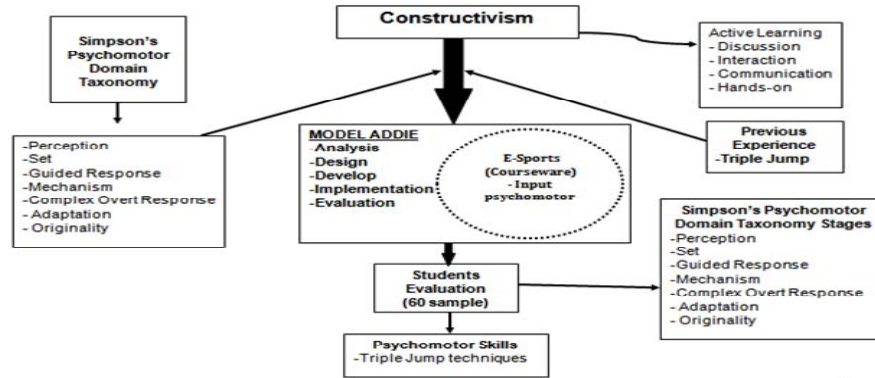 Constructivism
Simpson's
Psychomotor
Domain
Taxonomy
Active Learning
- Discussion
- Interaction
- Communication
- Hands-on
-Perception
-Set
-Guided Response
-Mechanism
-Complex Overt Response
- Adaptation
- Originality
MODEL ADDIE
-Analysis
-Design
-Develop
-Implementation
-Evaluation
E-Sports
(Courseware)
- Input
psychomotor
Previous
Experience
-Triple Jump
Simpson's Psychomotor
Domain Taxonomy Stages
-Perception
-Set
-Guided Response
-Mechanism
-Complex Overt Response
- Adaptation
- Originality
Students
Evaluation
(60 sample)
Psychomotor Skills
-Triple Jump techniques